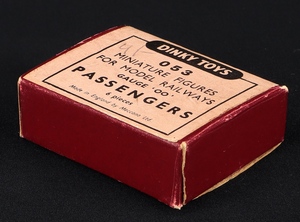 DINKY TOYS
053
MINIATURE FIGURES
FOR MODEL RAILWAYS
GAUGE 'OO'
PASSENGERS
6 pieces
Made in England by Meccano Ltd